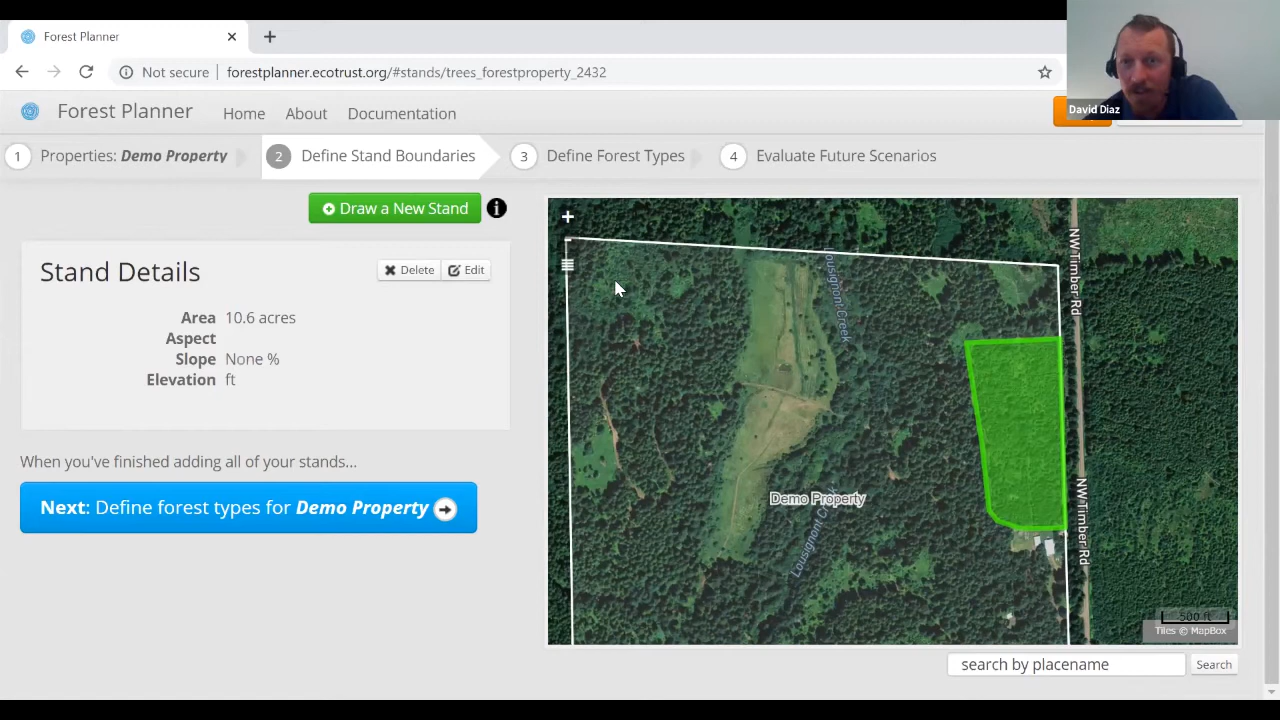 Forest Planner
Not secure
forestplanner.ecotrust.org/#stands/trees_forestproperty_2432
David Diaz
Forest Planner
Home
About
Documentation
1
Properties: Demo Property
2
Define Stand Boundaries
3
Define Forest Types
4
Evaluate Future Scenarios
Draw a New Stand
Stand Details
Delete
Edit
Area 10.6 acres
Aspect
Slope None %
Elevation ft
When you've finished adding all of your stands...
Next: Define forest types for Demo Property
Lousignont Creek
NW Timber Rd
Demo Property
Lousignont Creek
NW Timber Rd
500 ft
Tiles © MapBox
search by placename
Search